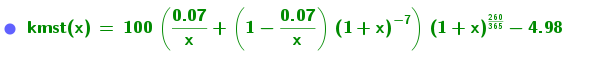 kmst(x) = 100 (0.07/x + (1 − 0.07/x) (1 + x)^−7) (1 + x)^(260/365) − 4.98